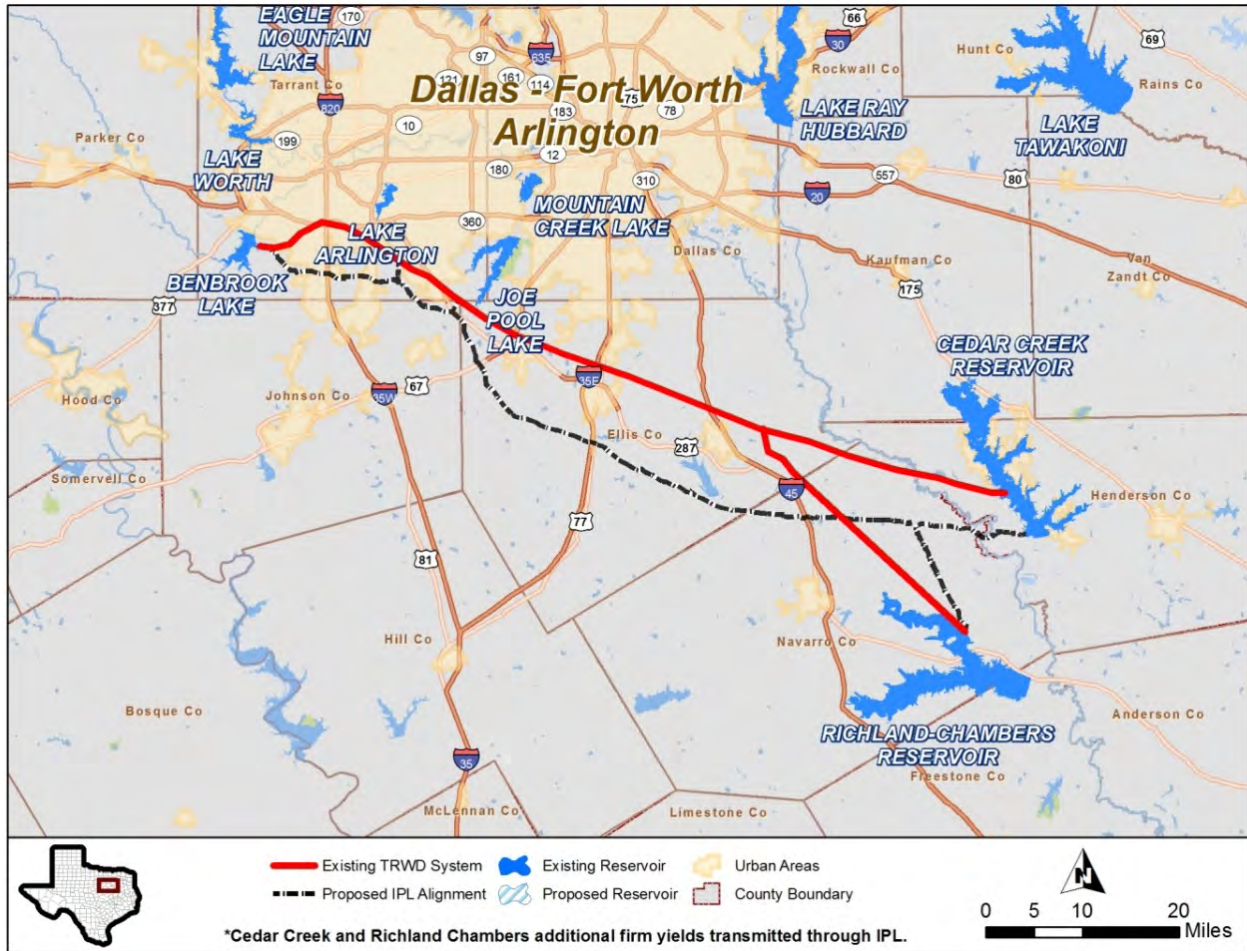 EAGLE
MOUNTAIN
LAKE
170
97
635
66
30
69
Hunt Co
Rockwall Co
Rains Co
Tarrant Co
121
161
114
820
183
75
78
Dallas - Fort Worth
Arlington
LAKE RAY
HUBBARD
LAKE
TAWAKONI
Parker Co
10
199
12
LAKE
WORTH
180
310
557
80
20
MOUNTAIN
CREEK LAKE
360
LAKE
ARLINGTON
Dallas Co
Kaufman Co
Van
Zandt Co
175
BENBROOK
LAKE
377
JOE
POOL
LAKE
CEDAR CREEK
RESERVOIR
35E
67
35W
Hood Co
Johnson Co
Ellis Co
287
Somervell Co
45
Henderson Co
77
81
Hill Co
Navarro Co
Bosque Co
Anderson Co
RICHLAND-CHAMBERS
RESERVOIR
35
Freestone Co
McLennan Co
Limestone Co
Existing TRWD System
Existing Reservoir
Urban Areas
Proposed IPL Alignment
Proposed Reservoir
County Boundary
N
0 5 10 20
Miles
*Cedar Creek and Richland Chambers additional firm yields transmitted through IPL.